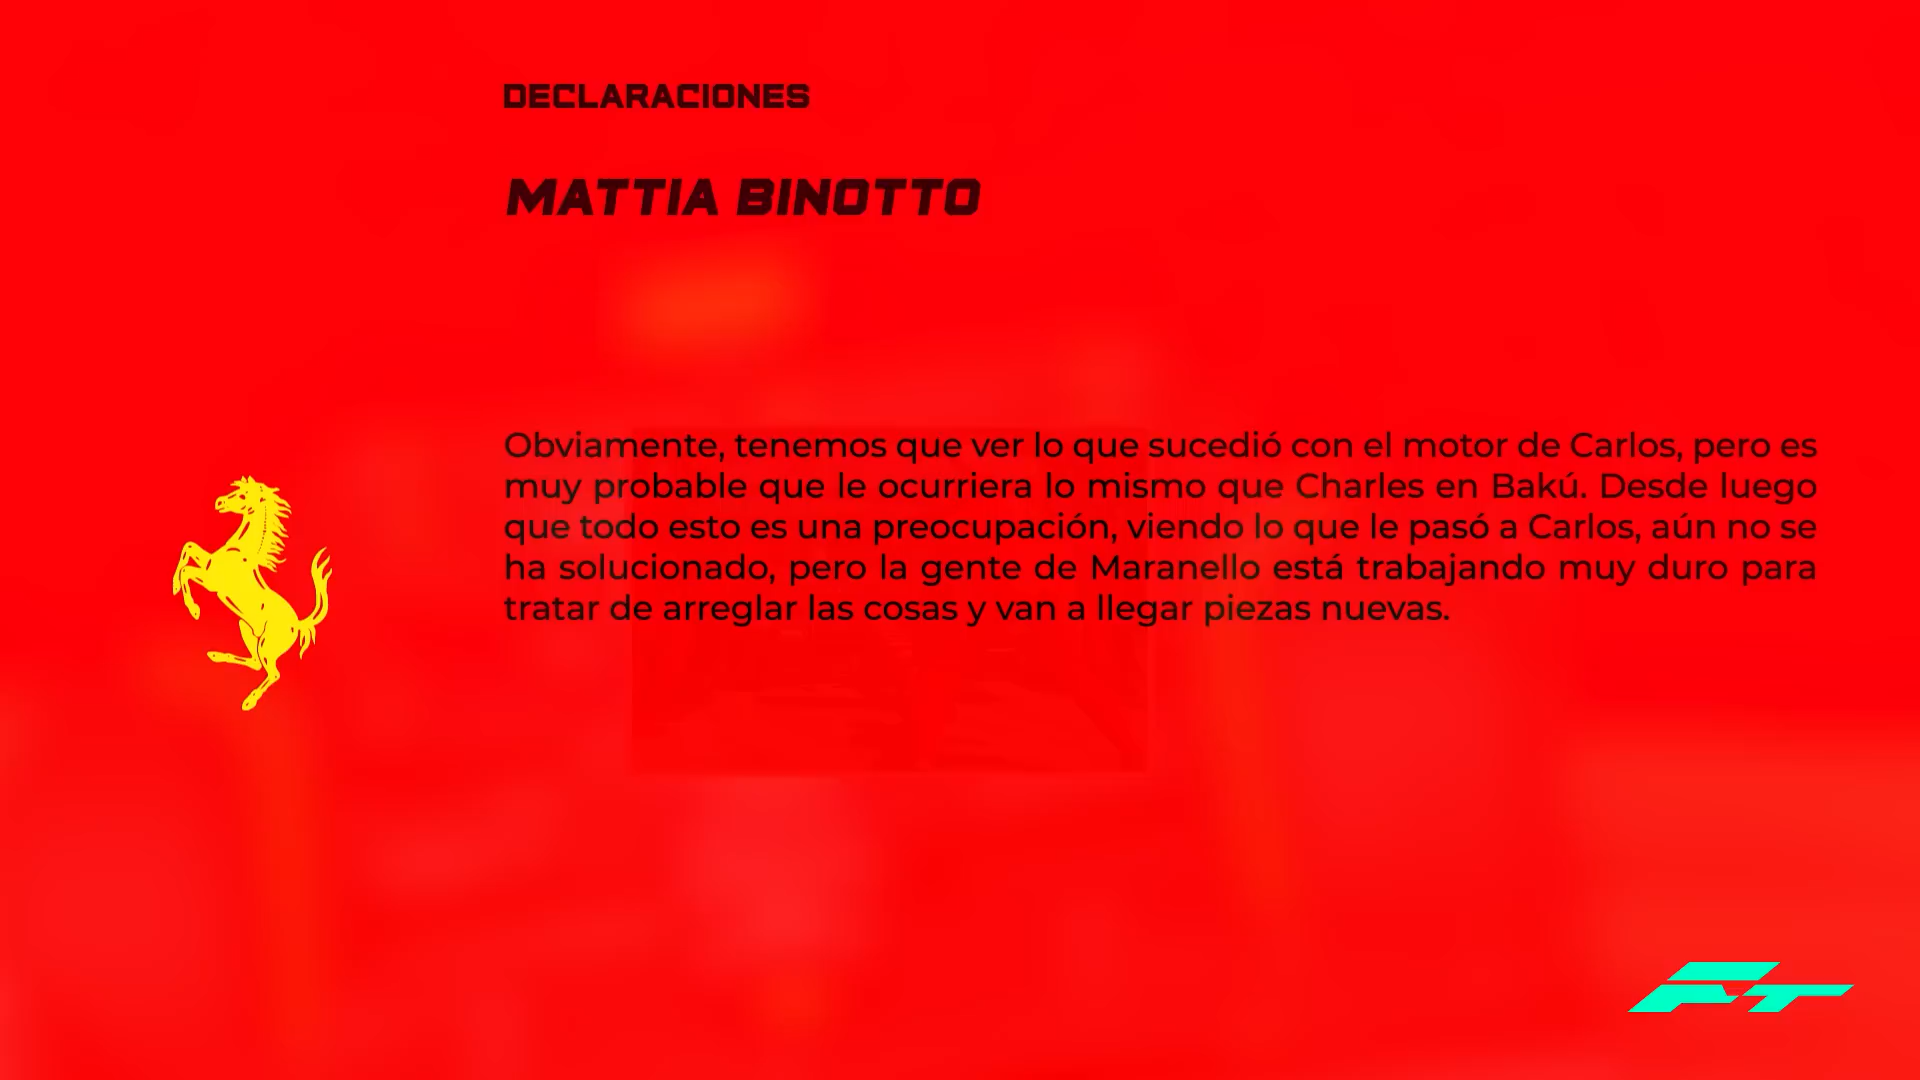 DECLARACIONES
MATTIA BINOTTO
Obviamente, tenemos que ver lo que sucedió con el motor de Carlos, pero es
muy probable que le ocurriera lo mismo que Charles en Bakú. Desde luego
que todo esto es una preocupación, viendo lo que le pasó a Carlos, aún no se
ha solucionado, pero la gente de Maranello está trabajando muy duro para
tratar de arreglar las cosas y van a llegar piezas nuevas.
FT